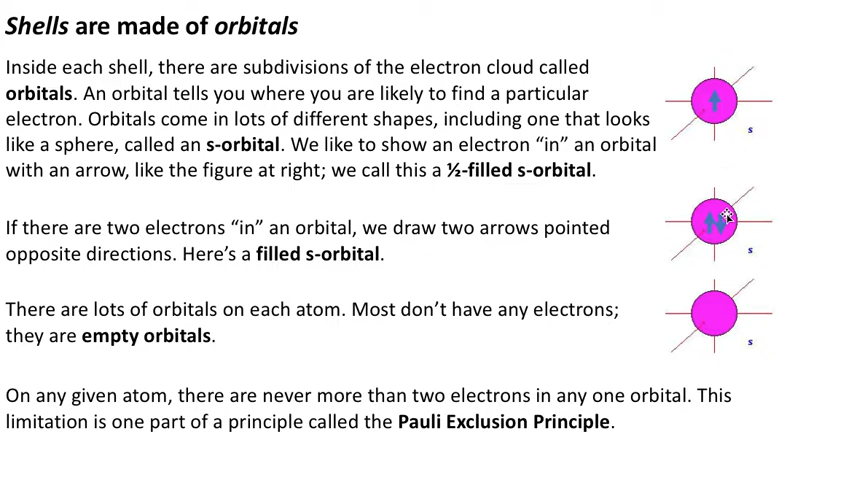 Shells are made of orbitals
Inside each shell, there are subdivisions of the electron cloud called
orbitals. An orbital tells you where you are likely to find a particular
electron. Orbitals come in lots of different shapes, including one that looks
like a sphere, called an s-orbital. We like to show an electron “in” an orbital
with an arrow, like the figure at right; we call this a ½-filled s-orbital.
s
If there are two electrons “in” an orbital, we draw two arrows pointed
opposite directions. Here’s a filled s-orbital.
s
There are lots of orbitals on each atom. Most don’t have any electrons;
they are empty orbitals.
s
On any given atom, there are never more than two electrons in any one orbital. This
limitation is one part of a principle called the Pauli Exclusion Principle.